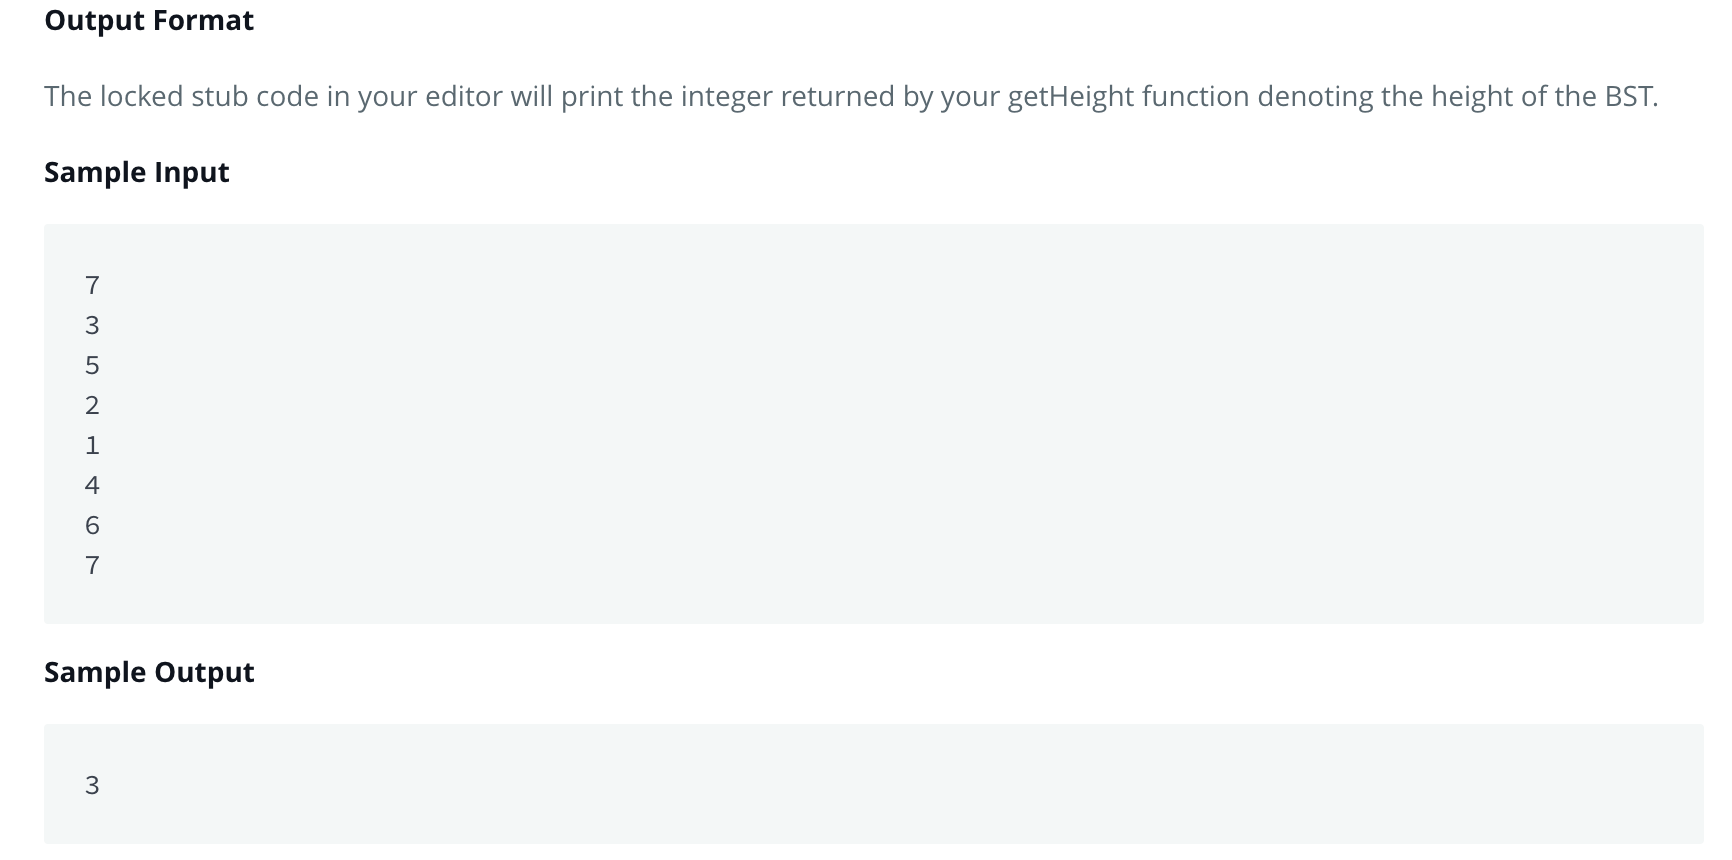 Output Format
The locked stub code in your editor will print the integer returned by your getHeight function denoting the height of the BST.
Sample Input
7
3
5
2
1
4
6
7
Sample Output
3